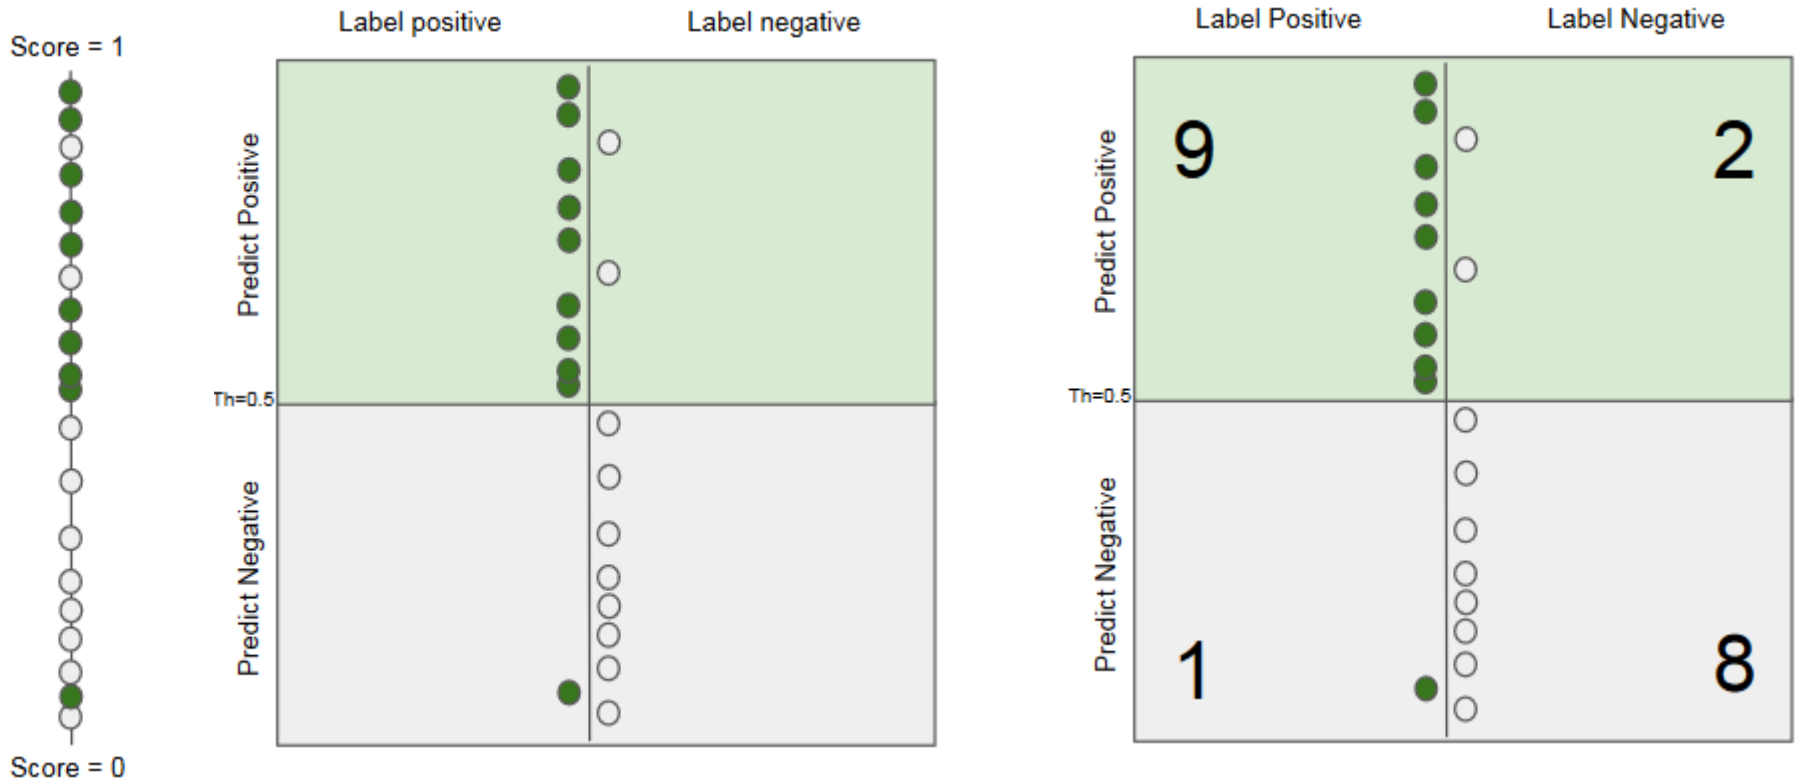 Score = 1
Score = 0
Label positive
Label negative
Predict Positive
Th=0.5
Predict Negative
Label Positive
Label Negative
Predict Positive
9
2
Th=0.5
Predict Negative
1
8